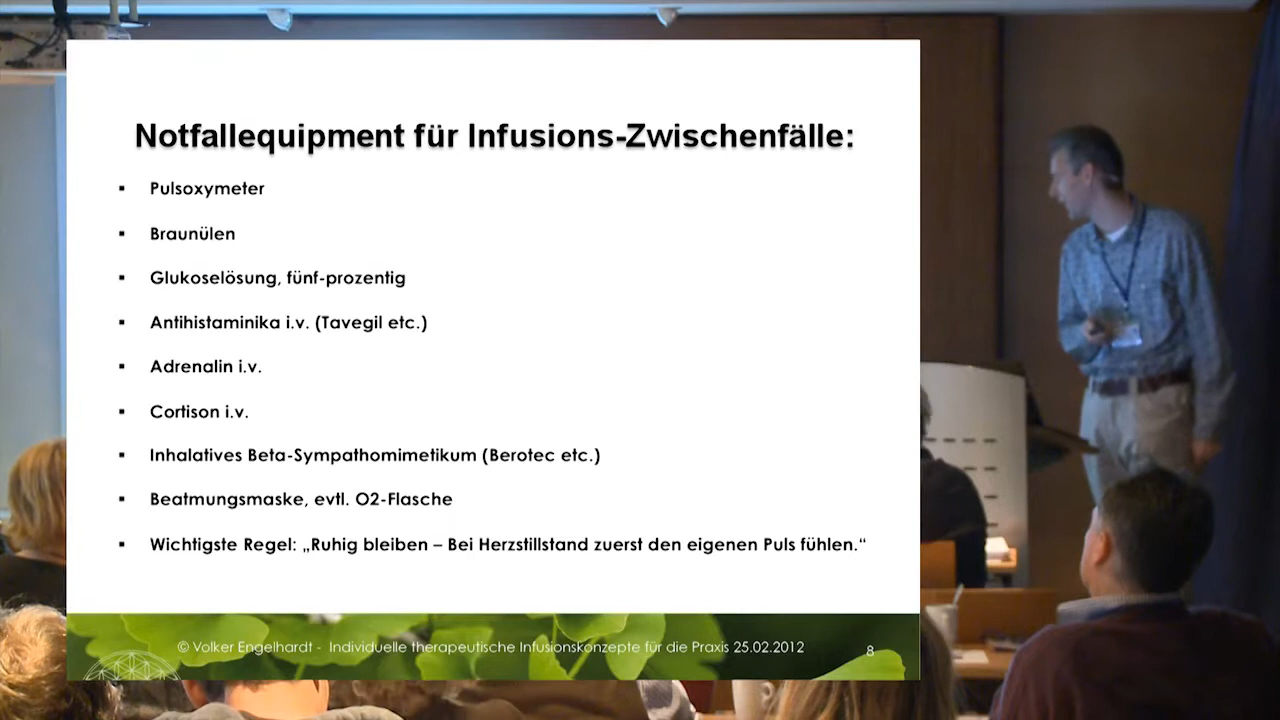 Notfallequipment für Infusions-Zwischenfälle:
▪ Pulsoxymeter
▪ Braunülen
▪ Glukoselösung, fünf-prozentig
▪ Antihistaminika i.v. (Tavegil etc.)
▪ Adrenalin i.v.
▪ Cortison i.v.
▪ Inhalatives Beta-Sympathomimetikum (Berotec etc.)
▪ Beatmungsmaske, evtl. O2-Flasche
▪ Wichtigste Regel: „Ruhig bleiben – Bei Herzstillstand zuerst den eigenen Puls fühlen.“
© Volker Engelhardt - Individuelle therapeutische Infusionskonzepte für die Praxis 25.02.2012
8